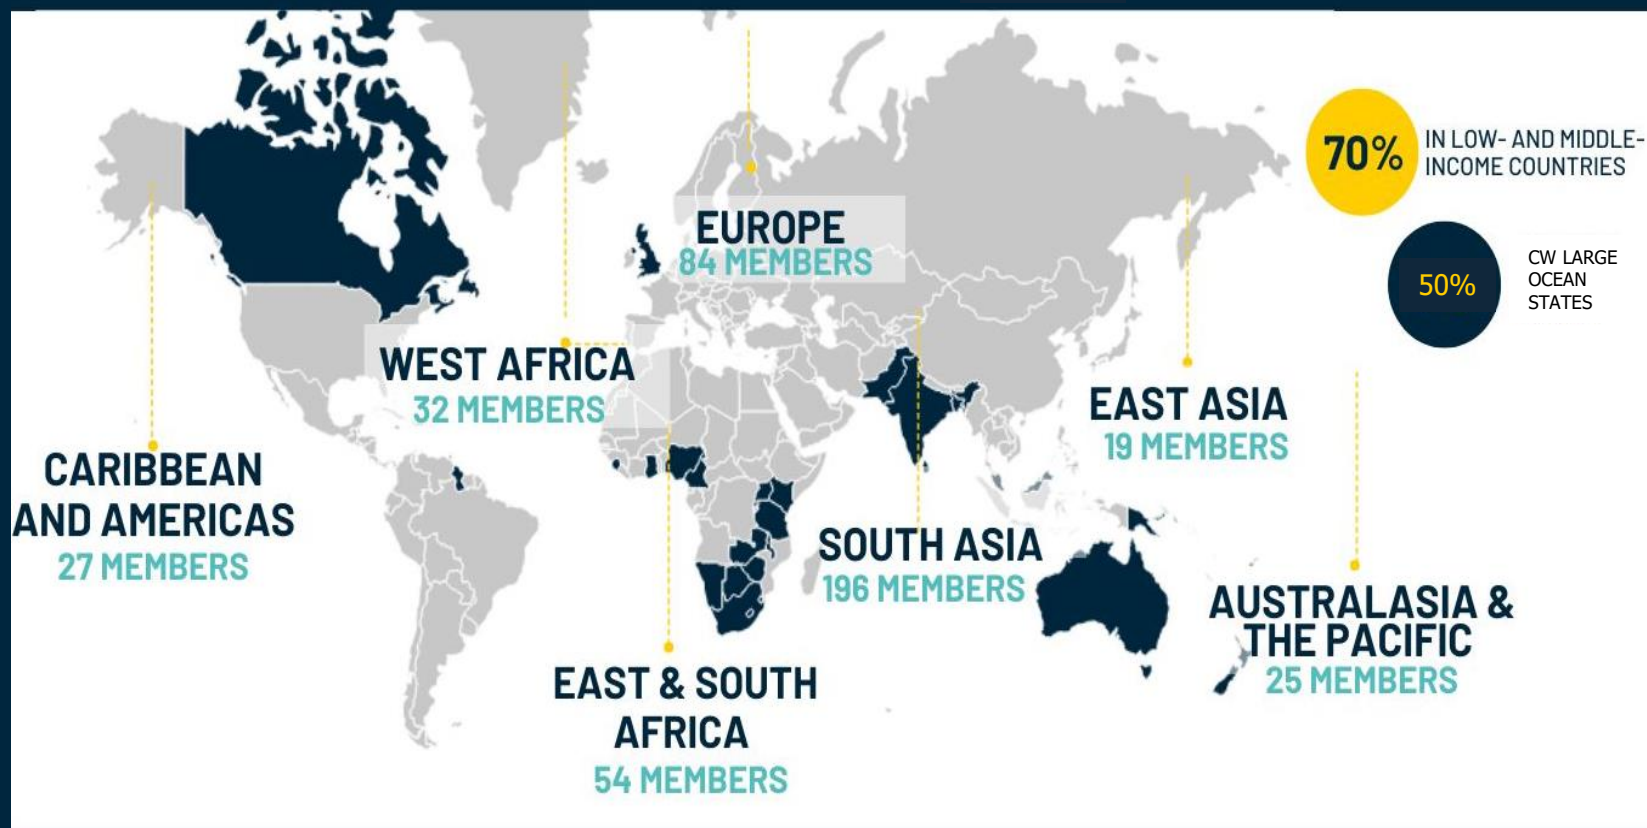 70%
IN LOW- AND MIDDLE-
INCOME COUNTRIES
50%
CW LARGE
OCEAN
STATES
EUROPE
84 MEMBERS
WEST AFRICA
32 MEMBERS
EAST ASIA
19 MEMBERS
CARIBBEAN
AND AMERICAS
27 MEMBERS
SOUTH ASIA
196 MEMBERS
AUSTRALASIA &
THE PACIFIC
25 MEMBERS
EAST & SOUTH
AFRICA
54 MEMBERS